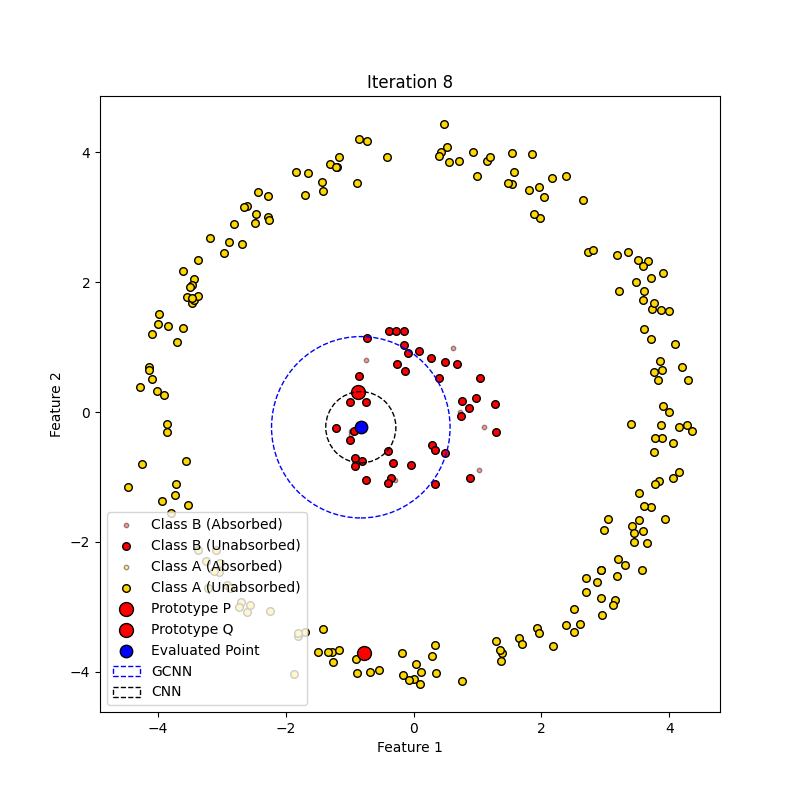 Iteration 8
Feature 2
4
2
0
−2
−4
Class B (Absorbed)
Class B (Unabsorbed)
Class A (Absorbed)
Class A (Unabsorbed)
Prototype P
Prototype Q
Evaluated Point
GCNN
CNN
−4 −2 0 2 4
Feature 1